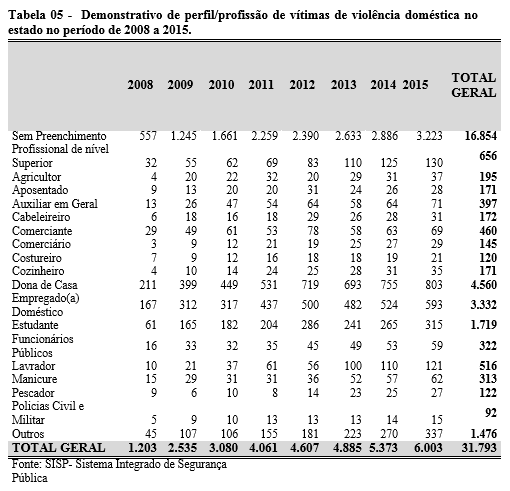 Tabela 05 - Demonstrativo de perfil/profissão de vítimas de violência doméstica no
estado no período de 2008 a 2015.
2008 2009 2010 2011 2012 2013 2014 2015 TOTAL GERAL
Sem Preenchimento 557 1.245 1.661 2.259 2.390 2.633 2.886 3.223 16.854
Profissional de nível
Superior 32 55 62 69 83 110 125 130 656
Agricultor 4 20 22 32 20 29 31 37 195
Aposentado 9 13 20 20 31 24 26 28 171
Auxiliar em Geral 13 26 47 54 64 58 64 71 397
Cabeleireiro 6 18 16 18 29 26 28 31 172
Comerciante 29 49 61 53 78 58 63 69 460
Comerciário 3 9 12 21 19 25 27 29 145
Costureiro 7 9 12 16 18 18 19 21 120
Cozinheiro 4 10 14 24 25 28 31 35 171
Dona de Casa 211 399 449 531 719 693 755 803 4.560
Empregado(a)
Doméstico 167 312 317 437 500 482 524 593 3.332
Estudante 61 165 182 204 286 241 265 315 1.719
Funcionários
Públicos 16 33 32 35 45 49 53 59 322
Lavrador 10 21 37 61 56 100 110 121 516
Manicure 15 29 31 31 36 52 57 62 313
Pescador 9 6 10 8 14 23 25 27 122
Policias Civil e
Militar 5 9 10 13 13 13 14 15 92
Outros 45 107 106 155 181 223 270 337 1.476
TOTAL GERAL 1.203 2.535 3.080 4.061 4.607 4.885 5.373 6.003 31.793
Fonte: SISP- Sistema Integrado de Segurança
Pública